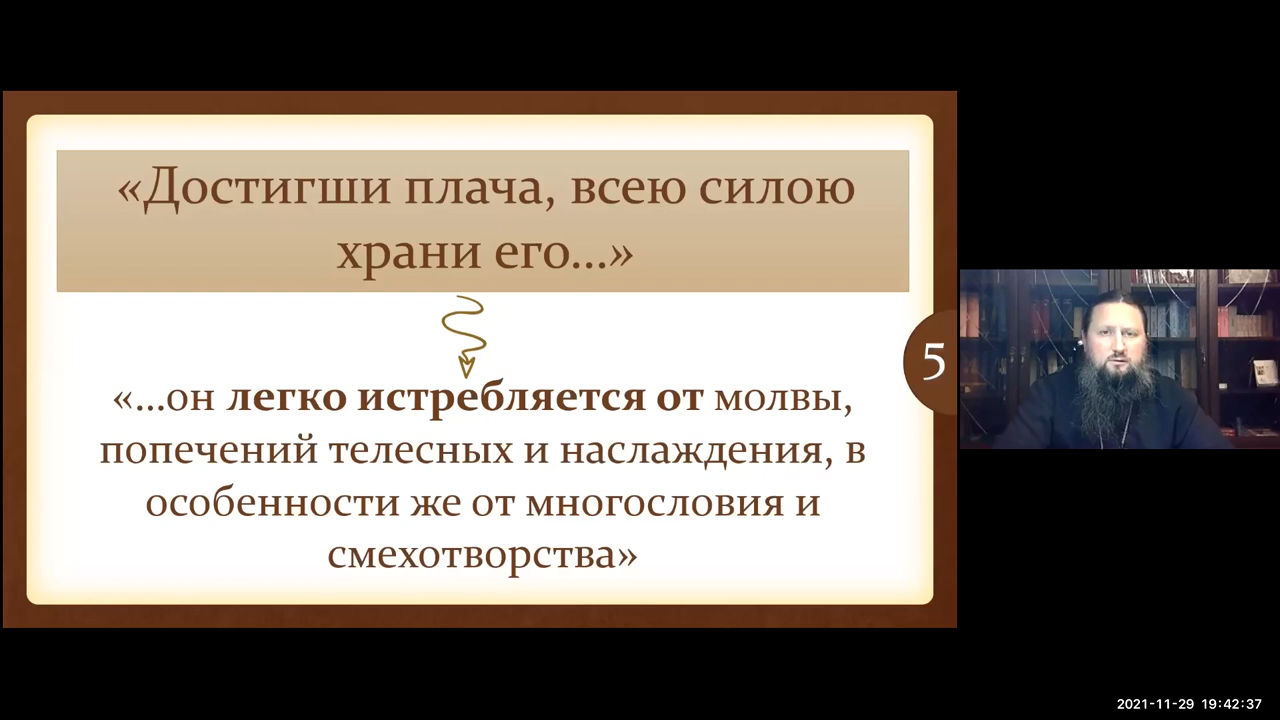 «Достигши плача, всею силою
храни его...»
«...он легко истребляется от молвы,
попечений телесных и наслаждения, в
особенности же от многословия и
смехотворства»
5
2021-11-29 19:42:37